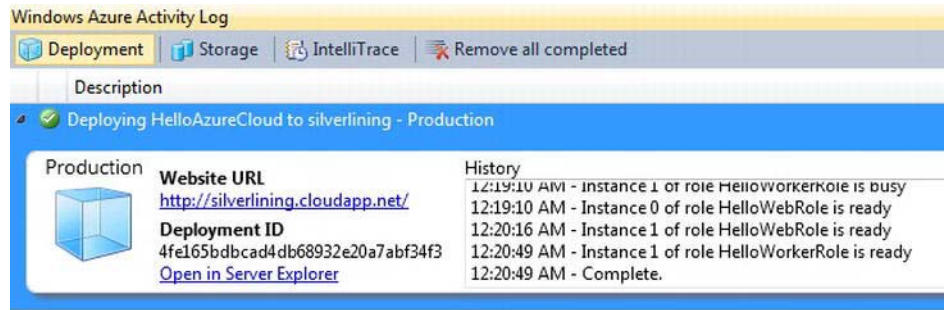 Windows Azure Activity Log
Deployment Storage IntelliTrace Remove all completed
Description
Deploying HelloAzureCloud to silverlining - Production
Production
Website URL
http://silverlining.cloudapp.net/
Deployment ID
4fe165bdbcad4db68932e20a7abf34f3
Open in Server Explorer
History
12:19:10 AM - Instance 1 of role HelloWorkerRole is busy
12:19:10 AM - Instance 0 of role HelloWebRole is ready
12:20:16 AM - Instance 1 of role HelloWebRole is ready
12:20:49 AM - Instance 1 of role HelloWorkerRole is ready
12:20:49 AM - Complete.